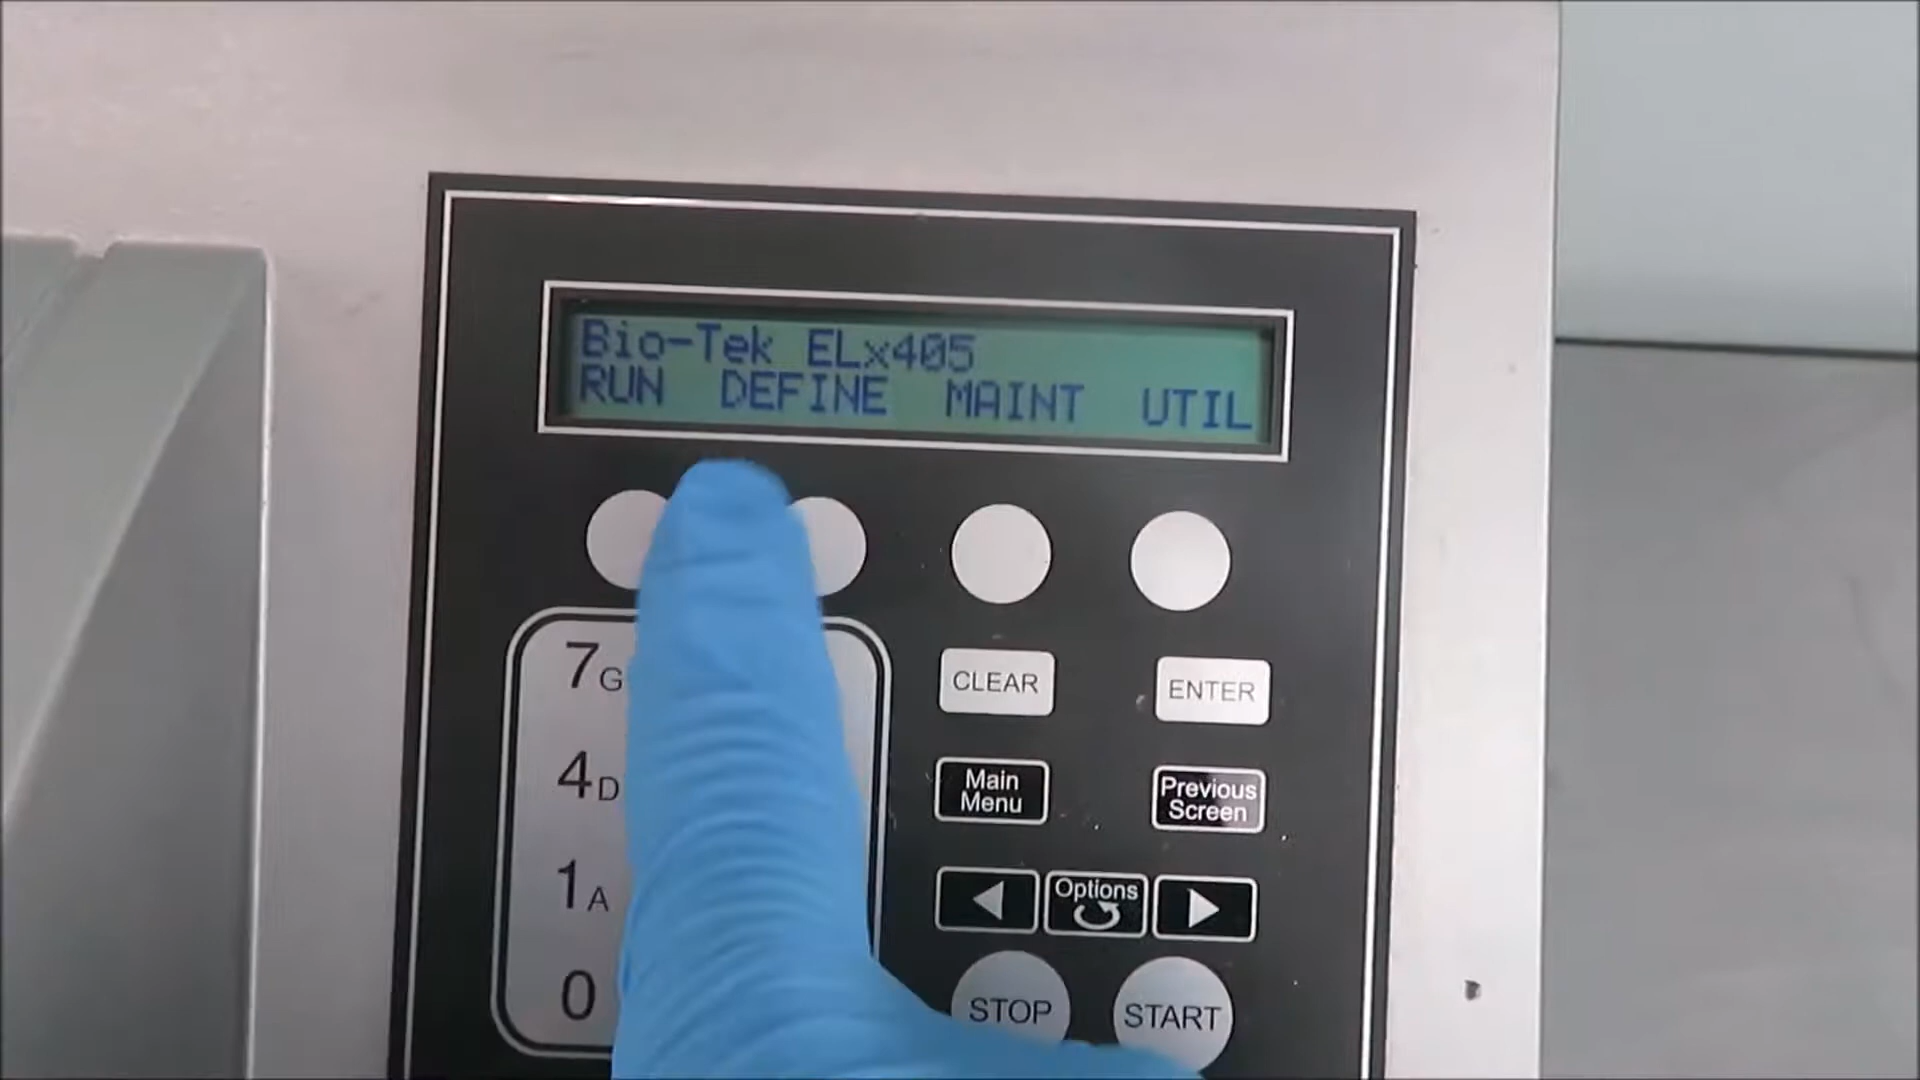 Bio-Tek ELx405
RUN DEFINE MAINT UTIL
7G
CLEAR
ENTER
4D
Main
Menu
Previous
Screen
1A
Options
0
STOP
START